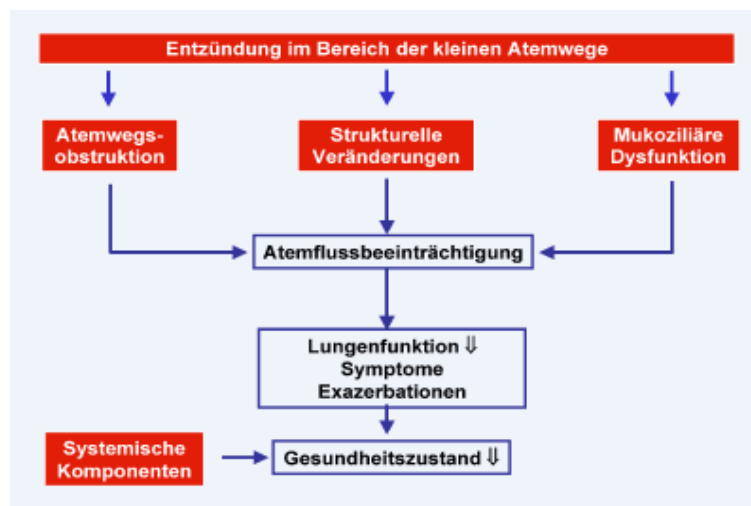 Entzündung im Bereich der kleinen Atemwege
Atemwegs-
obstruktion
Strukturelle
Veränderungen
Mukoziliäre
Dysfunktion
Atemflussbeeinträchtigung
Lungenfunktion ⇓
Symptome
Exazerbationen
Systemische
Komponenten
Gesundheitszustand ⇓